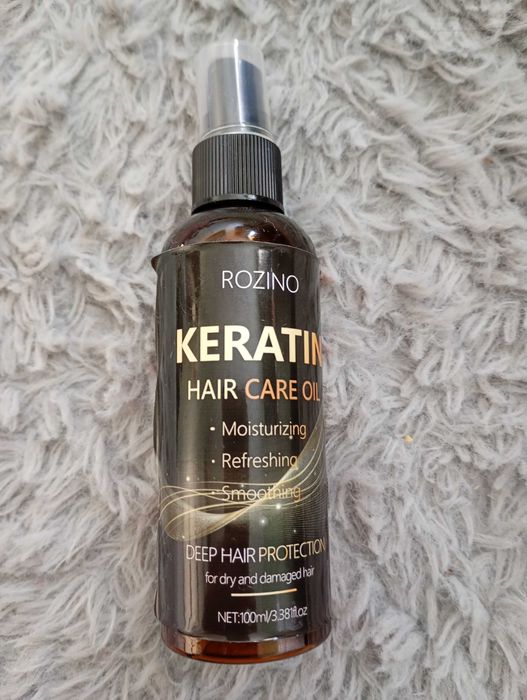 ROZINO
KERATIN
HAIR CARE OIL
• Moisturizing
• Refreshing
• Smoothing
DEEP HAIR PROTECTION
for dry and damaged hair
NET:100ml/3.381fl.oz